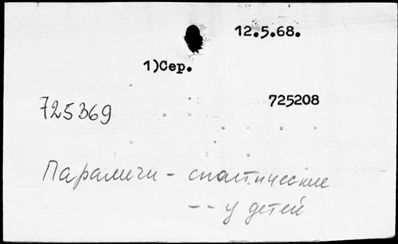 12.5.68.
1)Сер.
725369
725208
Параличи - спастические
-- у детей